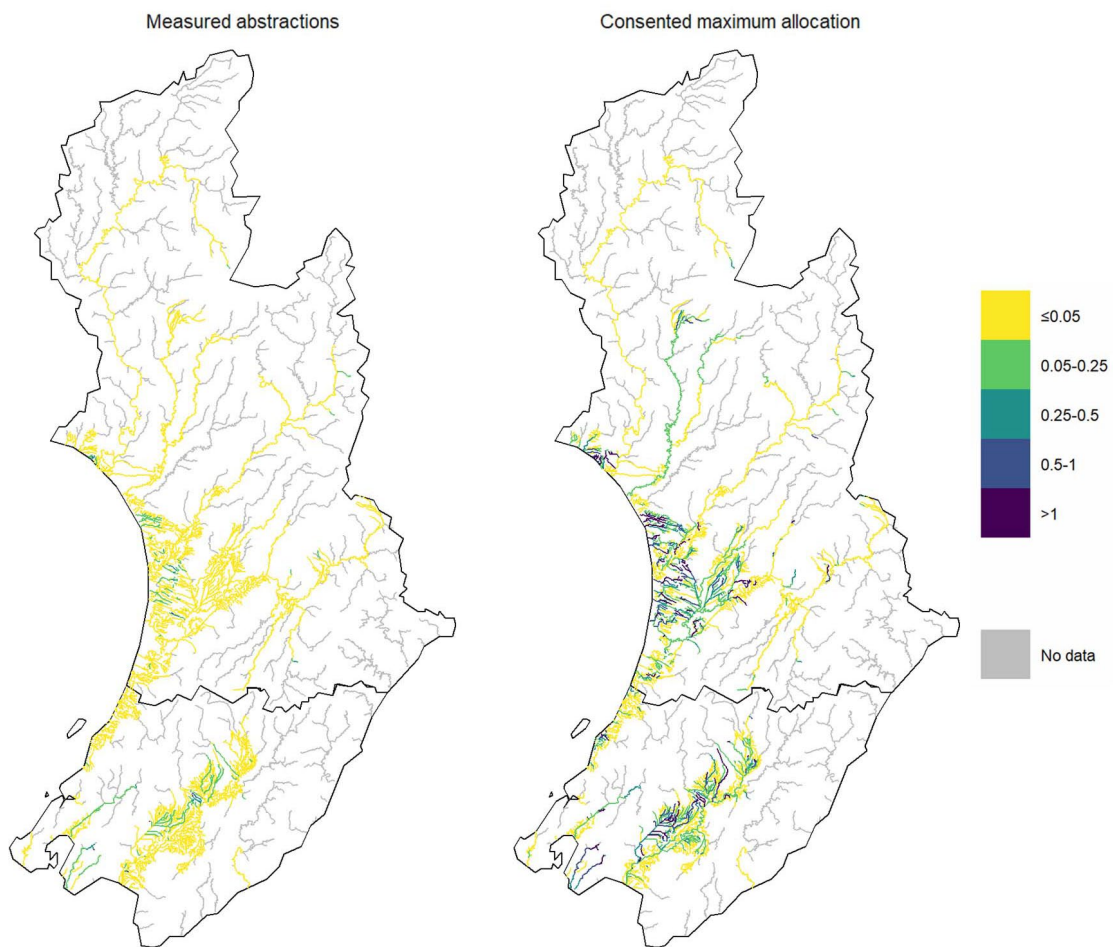 Measured abstractions
Consented maximum allocation
≤0.05
0.05-0.25
0.25-0.5
0.5-1
>1
No data